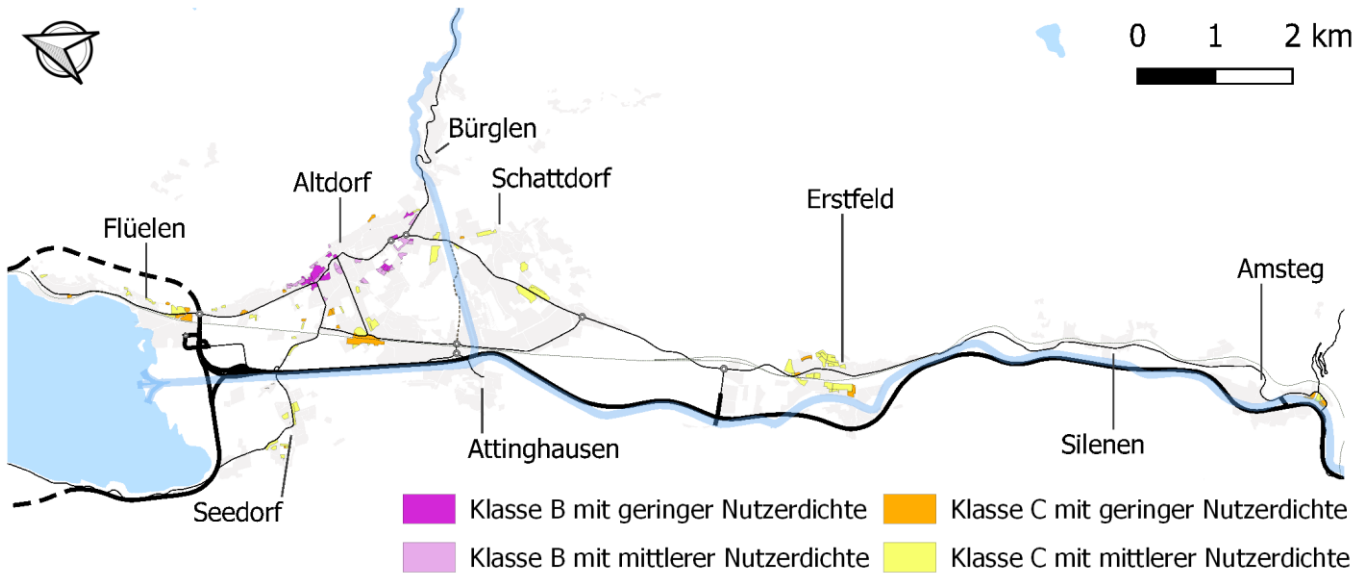 0 1 2 km
Bürglen
Altdorf
Schattdorf
Erstfeld
Flüelen
Amsteg
Attinghausen
Silenen
Seedorf
Klasse B mit geringer Nutzerdichte
Klasse C mit geringer Nutzerdichte
Klasse B mit mittlerer Nutzerdichte
Klasse C mit mittlerer Nutzerdichte